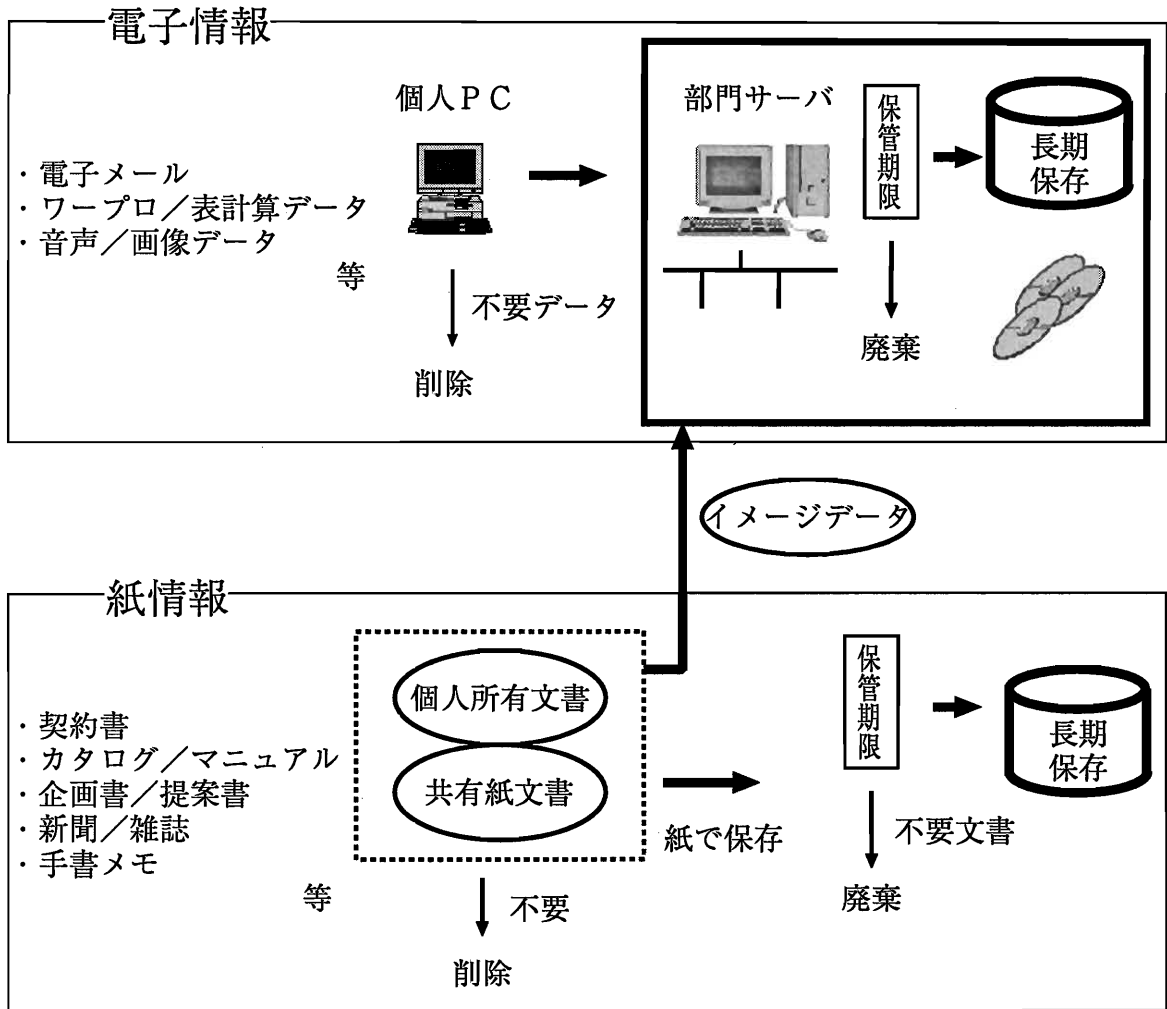 電子情報
個人PC
部門サーバ
保管期限
長期
保存
・電子メール
・ワープロ／表計算データ
・音声／画像データ
等
不要データ
削除
廃棄
イメージデータ
紙情報
個人所有文書
共有紙文書
保管期限
長期
保存
・契約書
・カタログ／マニュアル
・企画書／提案書
・新聞／雑誌
・手書メモ
等
紙で保存
不要文書
不要
廃棄
削除